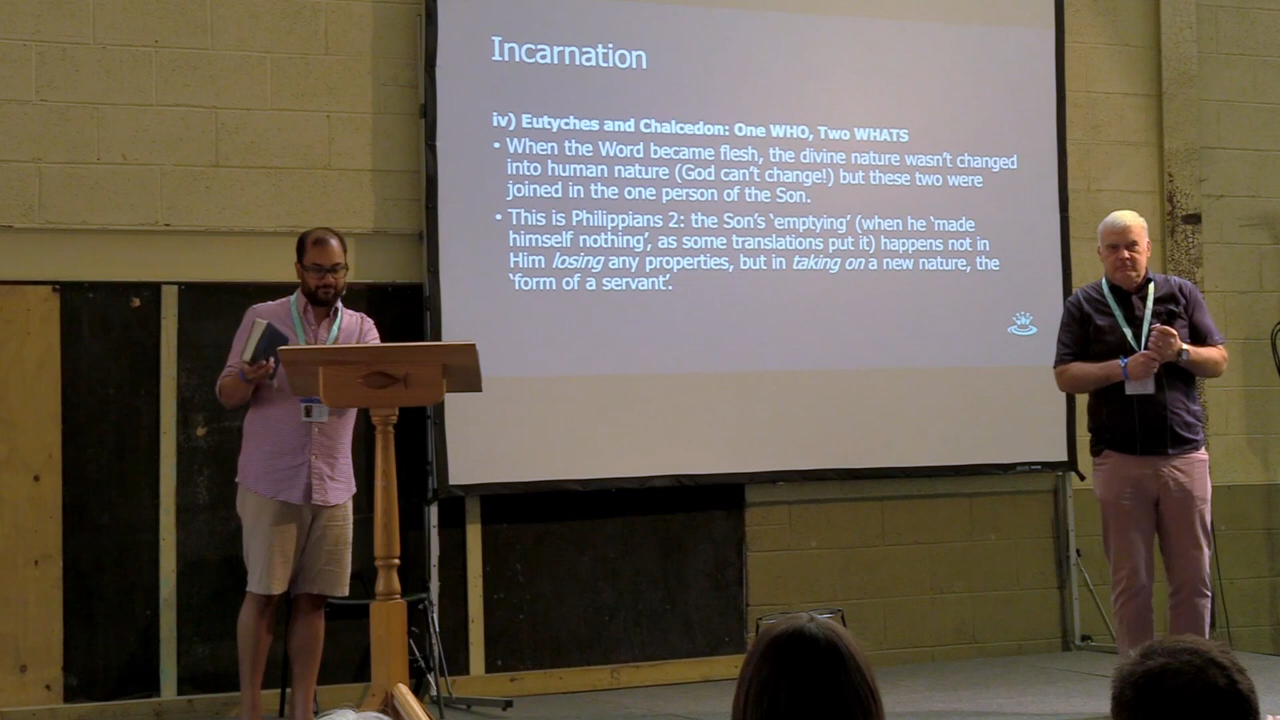 Incarnation
iv) Eutyches and Chalcedon: One WHO, Two WHATS
• When the Word became flesh, the divine nature wasn't changed
into human nature (God can't change!) but these two were
joined in the one person of the Son.
• This is Philippians 2: the Son's 'emptying' (when he 'made
himself nothing', as some translations put it) happens not in
Him losing any properties, but in taking on a new nature, the
'form of a servant'.